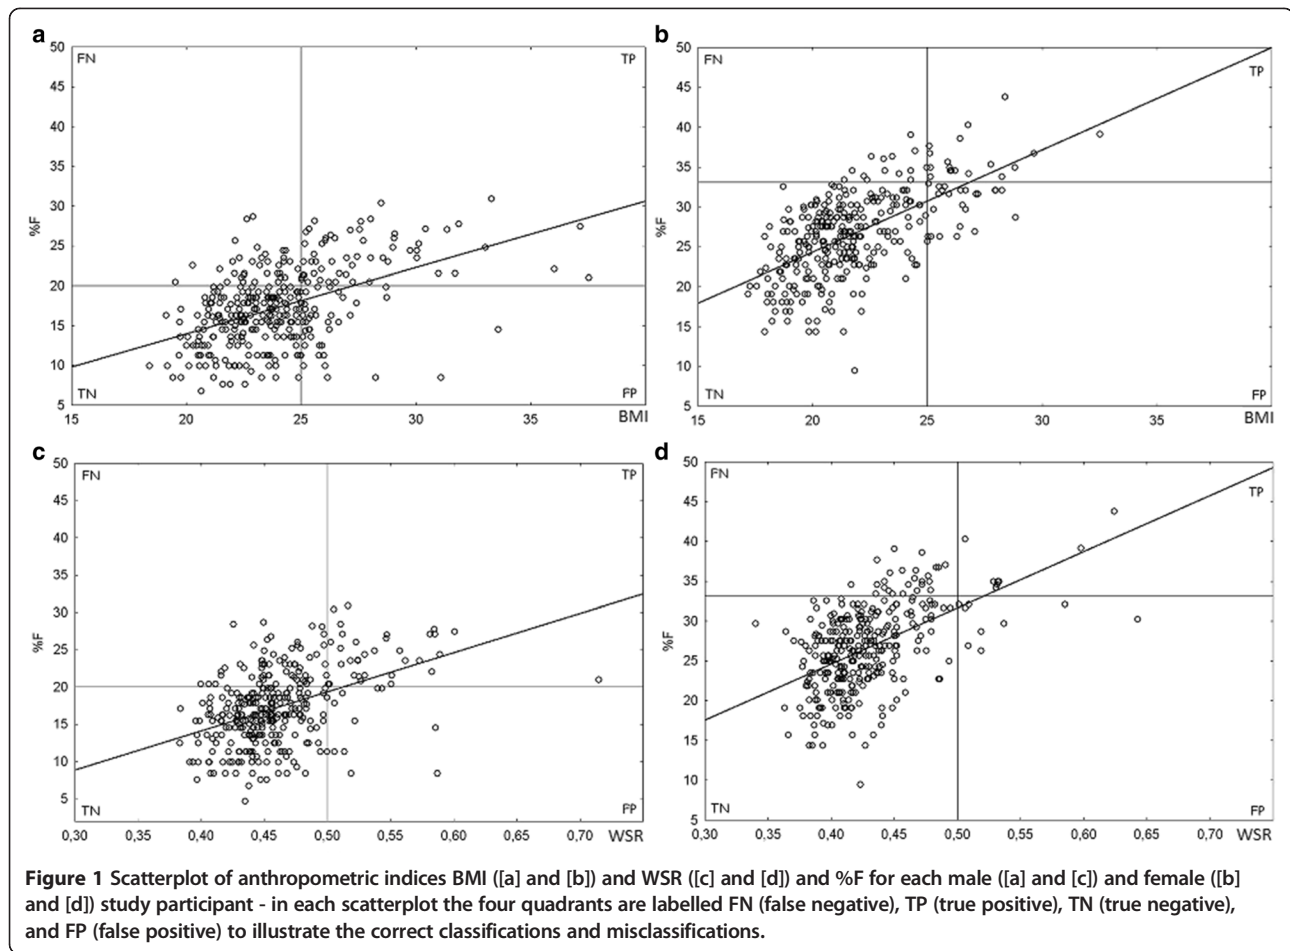 a
50
FN
TP
45
40
35
30
%F
25
20
15
10
TN
FP
5
15
20
25
30
35
BMI
b
50
FN
TP
45
40
35
30
%F
25
20
15
10
TN
FP
5
15
20
25
30
35
BMI
c
50
FN
TP
45
40
35
30
%F
25
20
15
10
5
TN
FP
0,30
0,35
0,40
0,45
0,50
0,55
0,60
0,65
0,70
WSR
d
50
FN
TP
45
40
35
30
%F
25
20
15
10
TN
FP
5
0,30
0,35
0,40
0,45
0,50
0,55
0,60
0,65
0,70
WSR
Figure 1 Scatterplot of anthropometric indices BMI ([a] and [b]) and WSR ([c] and [d]) and %F for each male ([a] and [c]) and female ([b]
and [d]) study participant - in each scatterplot the four quadrants are labelled FN (false negative), TP (true positive), TN (true negative),
and FP (false positive) to illustrate the correct classifications and misclassifications.